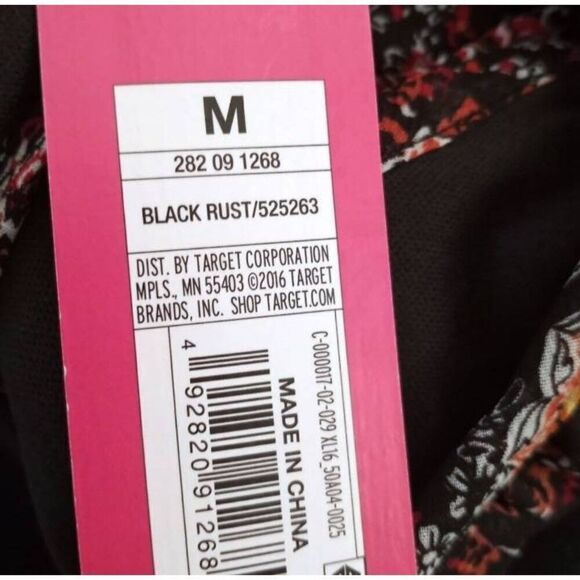 M
282 09 1268
BLACK RUST/525263
DIST. BY TARGET CORPORATION
MPLS., MN 55403 ©2016 TARGET
BRANDS, INC. SHOP TARGET.COM
C-000017-02-029 XL16_50A04-0025
MADE IN CHINA
4 92820 91268